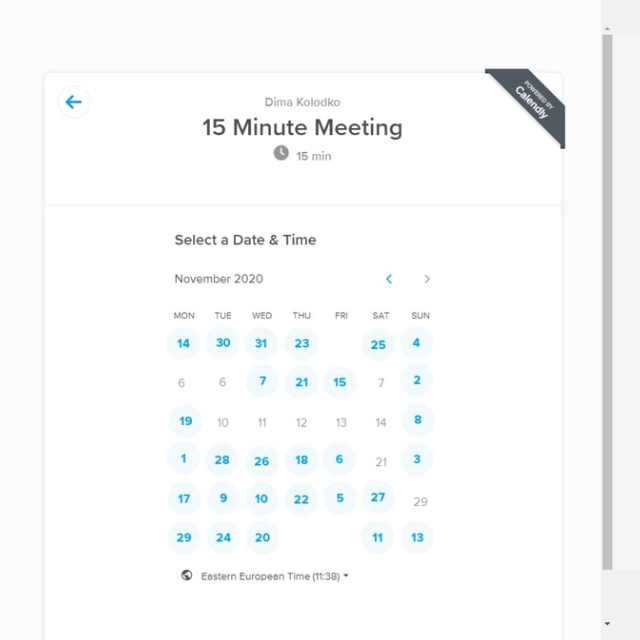 POWERED BY
Calendly
Dima Kolodko
15 Minute Meeting
15 min
Select a Date & Time
November 2020
MON TUE WED THU FRI SAT SUN
14 30 31 23 25 4
6 6 7 21 15 7 2
19 10 11 12 13 14 8
1 28 26 18 6 21 3
17 9 10 22 5 27 29
29 24 20 11 13
Eastern European Time (11:38)